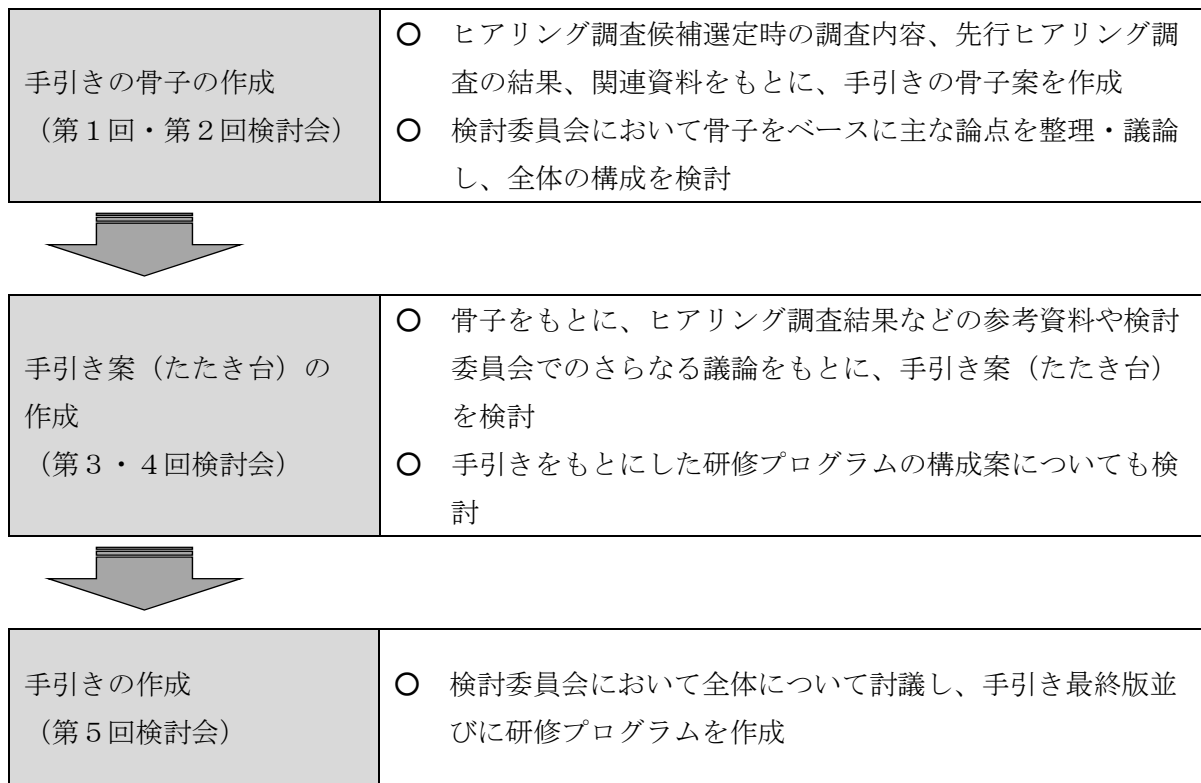 手引きの骨子の作成
（第１回・第２回検討会）
○ ヒアリング調査候補選定時の調査内容、先行ヒアリング調
査の結果、関連資料をもとに、手引きの骨子案を作成
○ 検討委員会において骨子をベースに主な論点を整理・議論
し、全体の構成を検討
手引き案（たたき台）の
作成
（第３・４回検討会）
○ 骨子をもとに、ヒアリング調査結果などの参考資料や検討
委員会でのさらなる議論をもとに、手引き案（たたき台）
を検討
○ 手引きをもとにした研修プログラムの構成案についても検
討
手引きの作成
（第５回検討会）
○ 検討委員会において全体について討議し、手引き最終版並
びに研修プログラムを作成